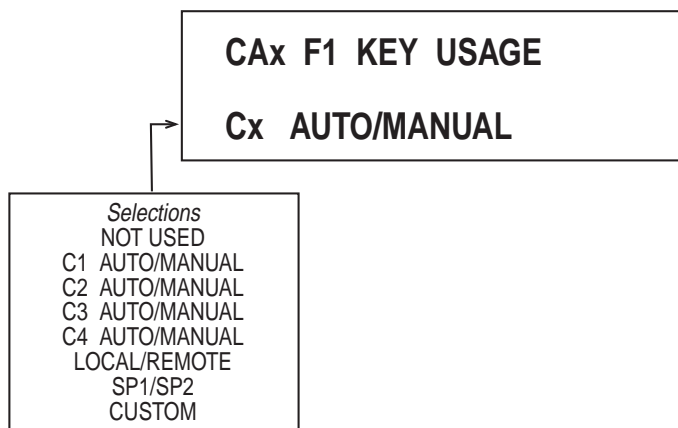 CAx F1 KEY USAGE
Cx AUTO/MANUAL
Selections
NOT USED
C1 AUTO/MANUAL
C2 AUTO/MANUAL
C3 AUTO/MANUAL
C4 AUTO/MANUAL
LOCAL/REMOTE
SP1/SP2
CUSTOM